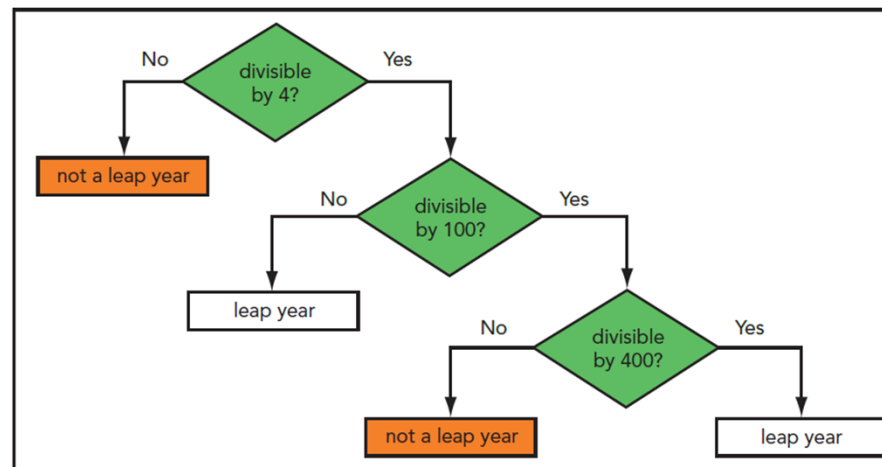 No
Yes
divisible
by 4?
not a leap year
No
Yes
divisible
by 100?
leap year
No
Yes
divisible
by 400?
not a leap year
leap year